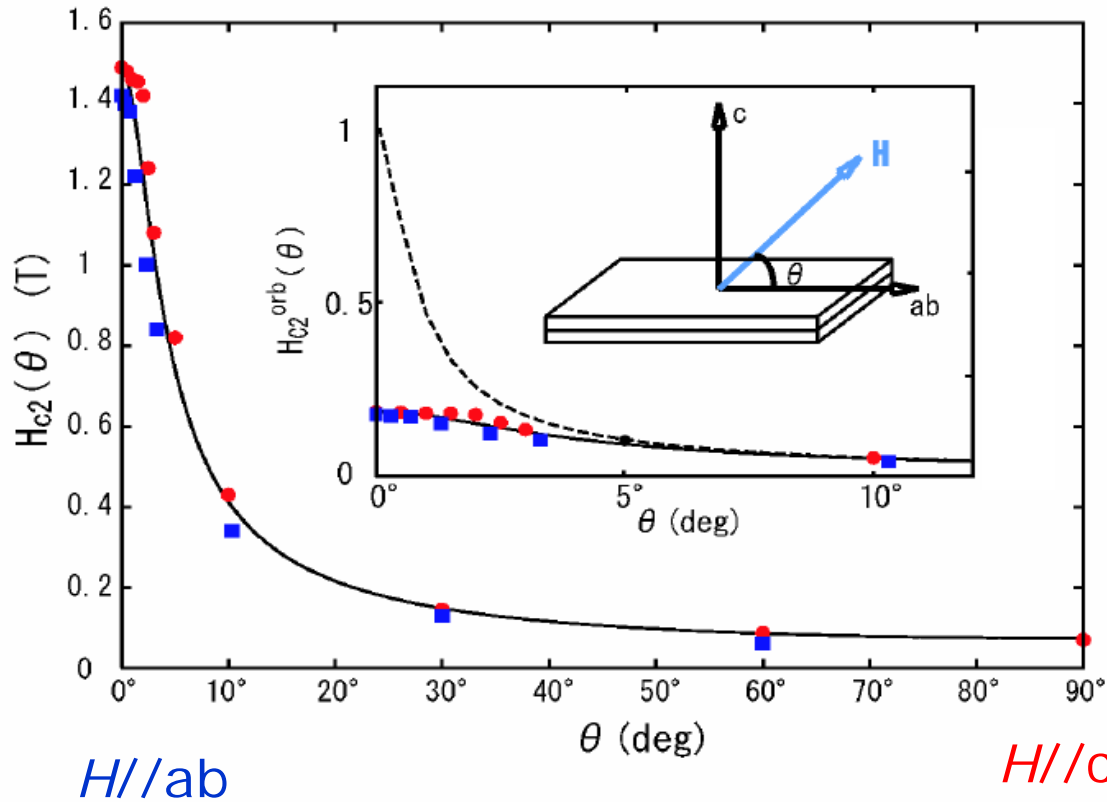 1.6
1.4
1.2
1
0.8
0.6
0.4
0.2
0
Hc2(θ) (T)
0° 10° 20° 30° 40° 50° 60° 70° 80° 90°
θ (deg)
1
0.5
0
Hc2orb(θ)
0° 5° 10°
θ (deg)
c
H
θ
ab
H//ab
H//c